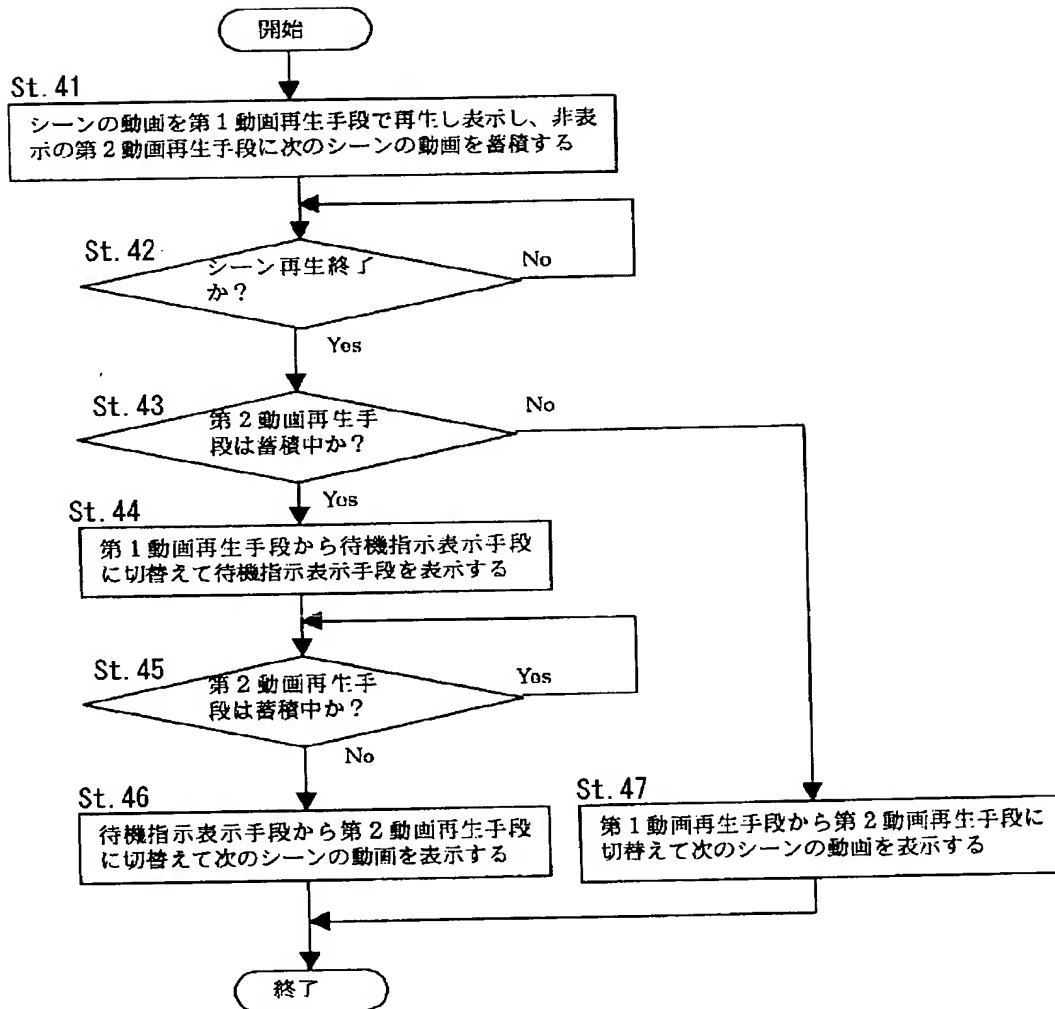 開始
St. 41
シーンの動画を第1動画再生手段で再生し表示し、非表
示の第2動画再生手段に次のシーンの動画を蓄積する
St. 42
シーン再生終了
か?
No
Yes
St. 43
第2動画再生手
段は蓄積中か?
No
Yes
St. 44
第1動画再生手段から待機指示表示手段
に切替えて待機指示表示手段を表示する
St. 45
第2動画再生手
段は蓄積中か?
Yes
No
St. 46
待機指示表示手段から第2動画再生手段
に切替えて次のシーンの動画を表示する
St. 47
第1動画再生手段から第2動画再生手段に
切替えて次のシーンの動画を表示する
終了